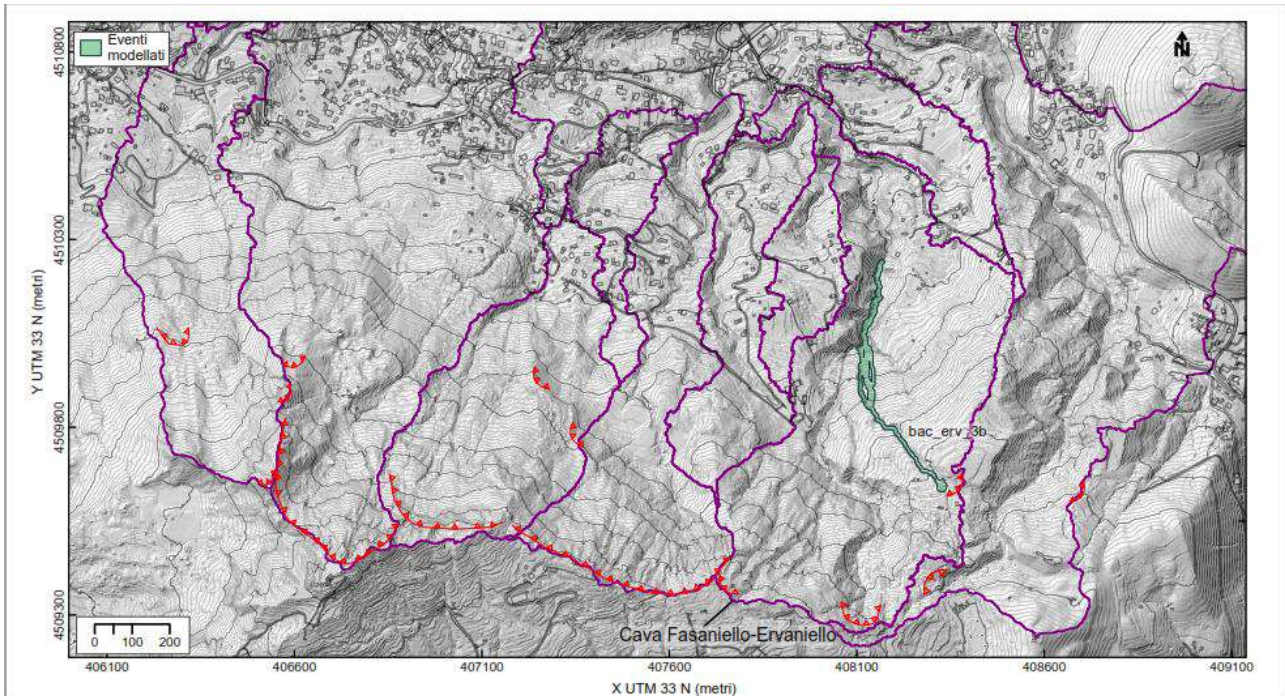 Eventi
modellati
N
4510800
4510300
4509800
4509300
Y UTM 33 N (metri)
bac_erv_3b
Cava Fasaniello-Ervaniello
0 100 200
406100 406600 407100 407600 408100 408600 409100
X UTM 33 N (metri)